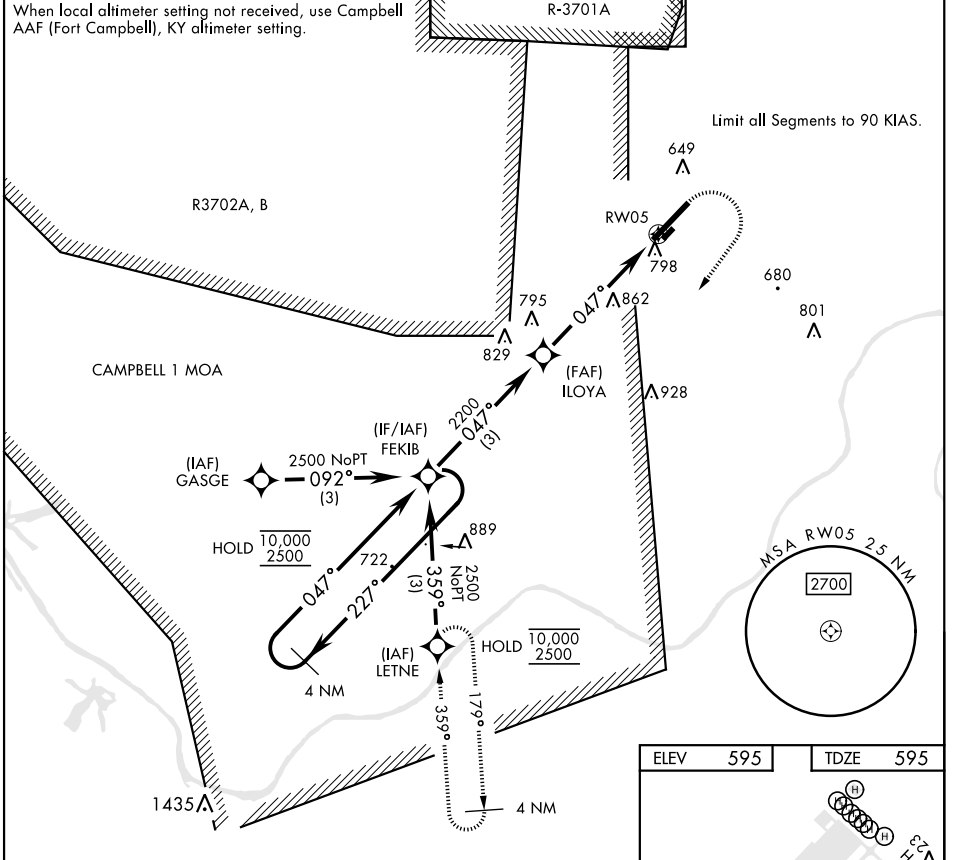 When local altimeter setting not received, use Campbell
AAF (Fort Campbell), KY altimeter setting.
R-3701A
Limit all Segments to 90 KIAS.
649
R3702A, B
RW05
798
680
862
047°
795
801
829
(FAF)
ILOYA
CAMPBELL 1 MOA
928
2200
047°
(3)
(IF/IAF)
FEKIB
(IAF)
GASGE
2500 NoPT
092°
(3)
HOLD 10,000
2500
889
722
047°
227°
2500
NoPT
359°
(3)
MSA RW05 25 NM
2700
(IAF)
LETNE
HOLD 10,000
2500
4 NM
359°
179°
4 NM
1435
ELEV 595
TDZE 595
H
H
H
623
H